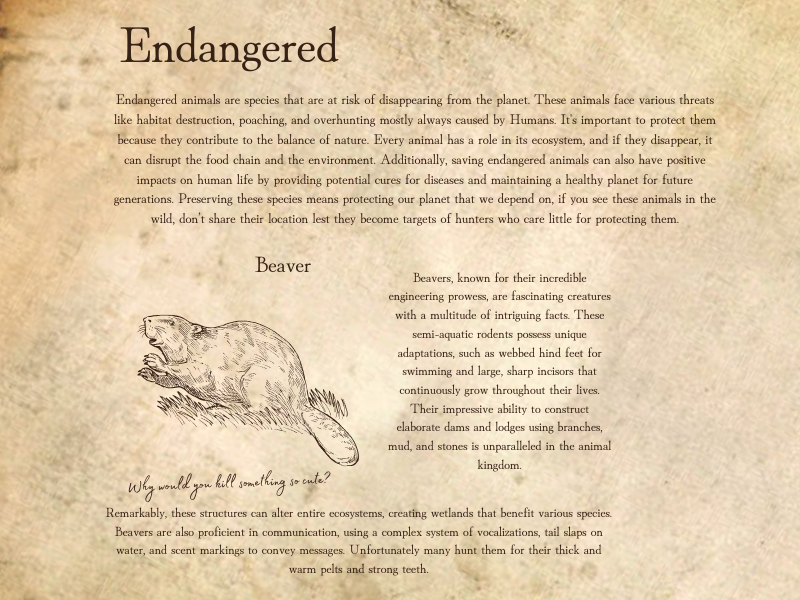 Endangered
Endangered animals are species that are at risk of disappearing from the planet. These animals face various threats
like habitat destruction, poaching, and overhunting mostly always caused by Humans. It's important to protect them
because they contribute to the balance of nature. Every animal has a role in its ecosystem, and if they disappear, it
can disrupt the food chain and the environment. Additionally, saving endangered animals can also have positive
impacts on human life by providing potential cures for diseases and maintaining a healthy planet for future
generations. Preserving these species means protecting our planet that we depend on, if you see these animals in the
wild, don't share their location lest they become targets of hunters who care little for protecting them.
Beaver
Beavers, known for their incredible
engineering prowess, are fascinating creatures
with a multitude of intriguing facts. These
semi-aquatic rodents possess unique
adaptations, such as webbed hind feet for
swimming and large, sharp incisors that
continuously grow throughout their lives.
Their impressive ability to construct
elaborate dams and lodges using branches,
mud, and stones is unparalleled in the animal
kingdom.
Why would you kill something so cute?
Remarkably, these structures can alter entire ecosystems, creating wetlands that benefit various species.
Beavers are also proficient in communication, using a complex system of vocalizations, tail slaps on
water, and scent markings to convey messages. Unfortunately many hunt them for their thick and
warm pelts and strong teeth.